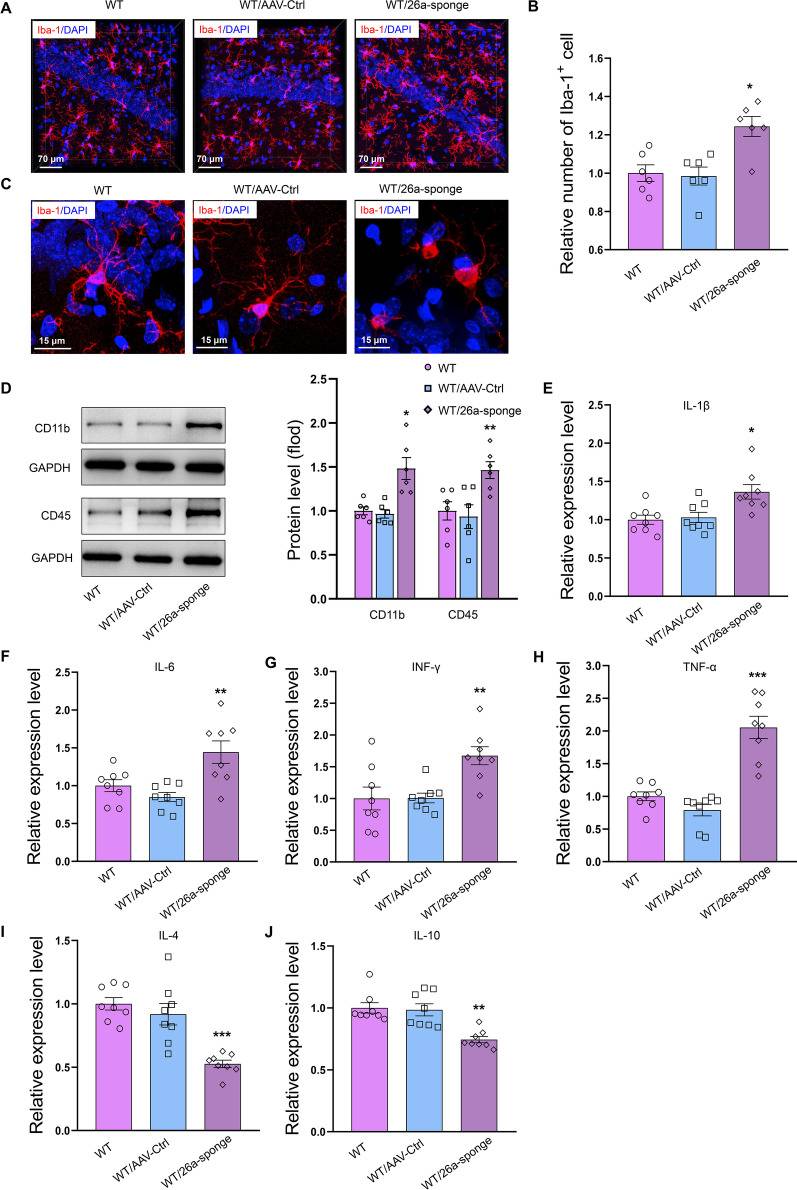 A
WT
WT/AAV-Ctrl
WT/26a-sponge
Iba-1/DAPI
Iba-1/DAPI
Iba-1/DAPI
70 μm
70 μm
70 μm
B
Relative number of Iba-1+ cell
1.6
1.4
1.2
1.0
0.8
0.6
*
WT
WT/AAV-Ctrl
WT/26a-sponge
C
WT
WT/AAV-Ctrl
WT/26a-sponge
Iba-1/DAPI
Iba-1/DAPI
Iba-1/DAPI
15 μm
15 μm
15 μm
D
CD11b
GAPDH
CD45
GAPDH
WT
WT/AAV-Ctrl
WT/26a-sponge
WT
WT/AAV-Ctrl
WT/26a-sponge
Protein level (flod)
2.5
2.0
1.5
1.0
0.5
0.0
*
**
CD11b
CD45
E
IL-1β
Relative expression level
2.5
2.0
1.5
1.0
0.5
0.0
*
WT
WT/AAV-Ctrl
WT/26a-sponge
F
IL-6
Relative expression level
2.5
2.0
1.5
1.0
0.5
0.0
**
WT
WT/AAV-Ctrl
WT/26a-sponge
G
INF-γ
Relative expression level
3.0
2.5
2.0
1.5
1.0
0.5
0.0
**
WT
WT/AAV-Ctrl
WT/26a-sponge
H
TNF-α
Relative expression level
3.0
2.5
2.0
1.5
1.0
0.5
0.0
***
WT
WT/AAV-Ctrl
WT/26a-sponge
I
IL-4
Relative expression level
1.5
1.0
0.5
0.0
***
WT
WT/AAV-Ctrl
WT/26a-sponge
J
IL-10
Relative expression level
1.5
1.0
0.5
0.0
**
WT
WT/AAV-Ctrl
WT/26a-sponge